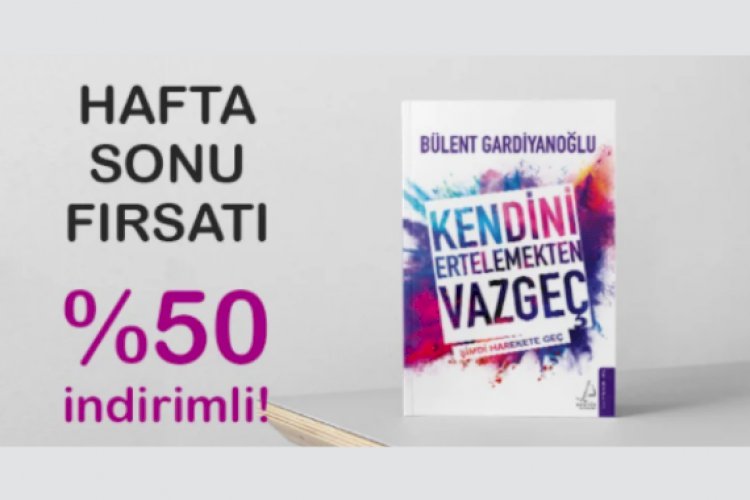 HAFTA
SONU
FIRSATI
%50
indirimli!
BÜLENT GARDİYANOĞLU
KENDİNİ
ERTELEMEKTEN
VAZGEÇ
ŞİMDİ HAREKETE GEÇ